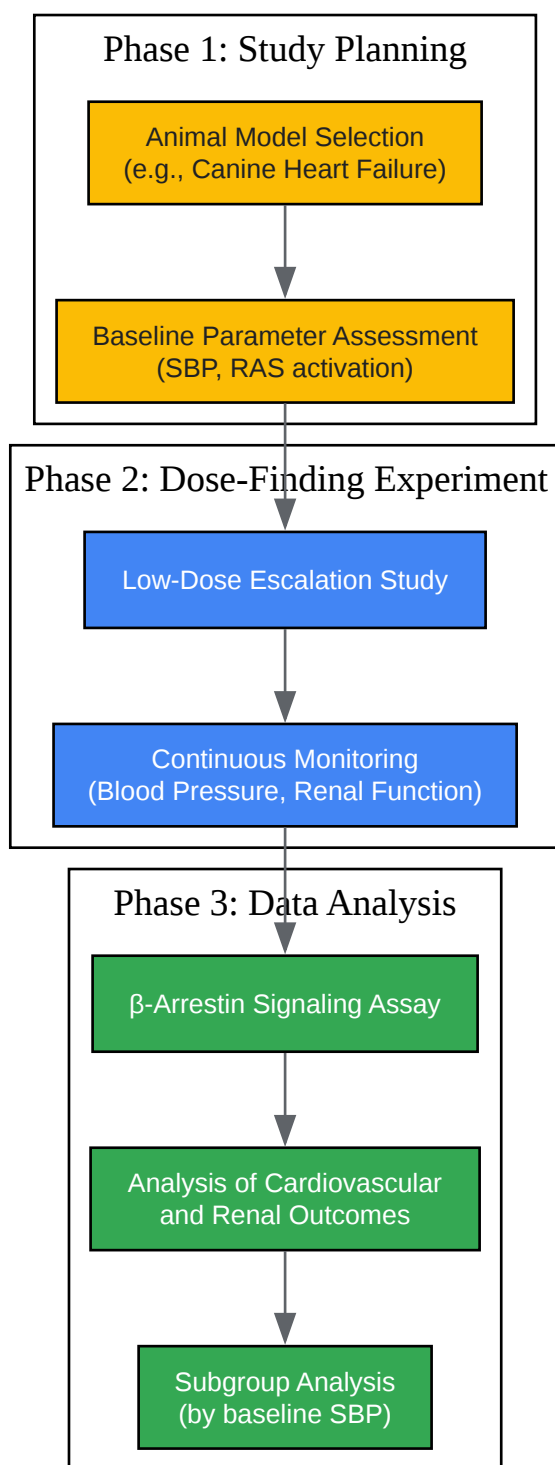 Phase 1: Study Planning
Animal Model Selection
(e.g., Canine Heart Failure)
Baseline Parameter Assessment
(SBP, RAS activation)
Phase 2: Dose-Finding Experiment
Low-Dose Escalation Study
Continuous Monitoring
(Blood Pressure, Renal Function)
Phase 3: Data Analysis
β-Arrestin Signaling Assay
Analysis of Cardiovascular
and Renal Outcomes
Subgroup Analysis
(by baseline SBP)